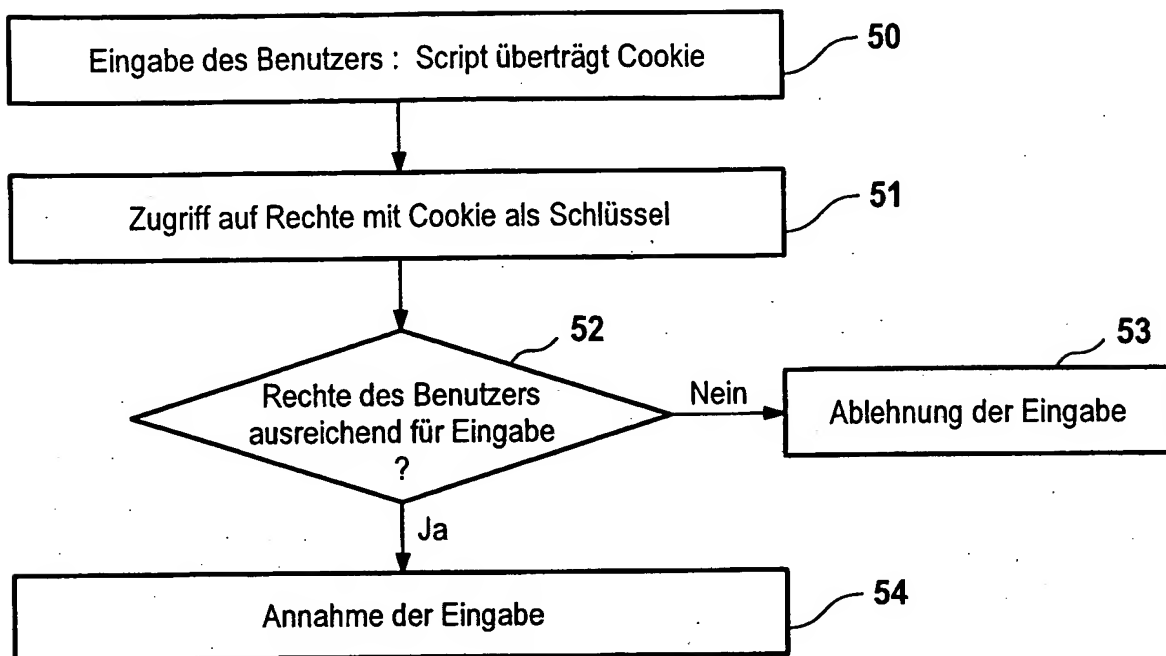 Eingabe des Benutzers : Script überträgt Cookie
50
Zugriff auf Rechte mit Cookie als Schlüssel
51
52
Rechte des Benutzers
ausreichend für Eingabe
?
Nein
53
Ablehnung der Eingabe
Ja
Annahme der Eingabe
54